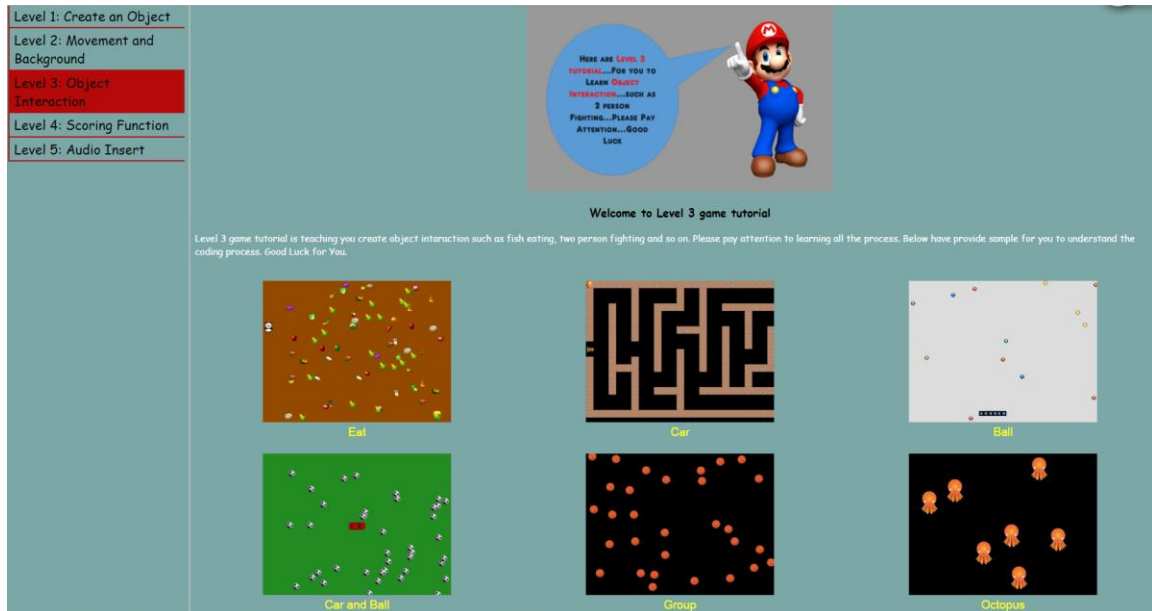 Level 1: Create an Object
Level 2: Movement and
Background
Level 3: Object
Interaction
Level 4: Scoring Function
Level 5: Audio Insert
HERE ARE LEVEL 3
TUTORIAL...FOR YOU TO
LEARN OBJECT
INTERACTION...SUCH AS
2 PERSON
FIGHTING...PLEASE PAY
ATTENTION...GOOD
LUCK
M
Welcome to Level 3 game tutorial
Level 3 game tutorial is teaching you create object intaraction such as fish eating, two person fighting and so on. Please pay attention to learning all the process. Below have provide sample for you to understand the
coding process. Good Luck for You.
Eat
Car
Ball
Car and Ball
Group
Octopus